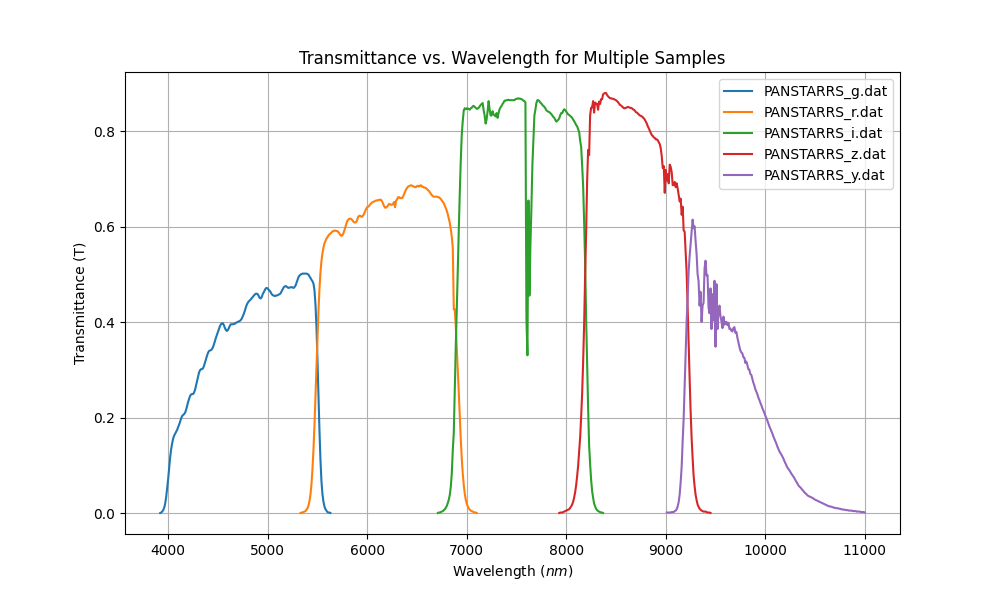 Transmittance vs. Wavelength for Multiple Samples
PANSTARRS_g.dat
PANSTARRS_r.dat
PANSTARRS_i.dat
PANSTARRS_z.dat
PANSTARRS_y.dat
Transmittance (T)
0.8
0.6
0.4
0.2
0.0
4000 5000 6000 7000 8000 9000 10000 11000
Wavelength (nm)